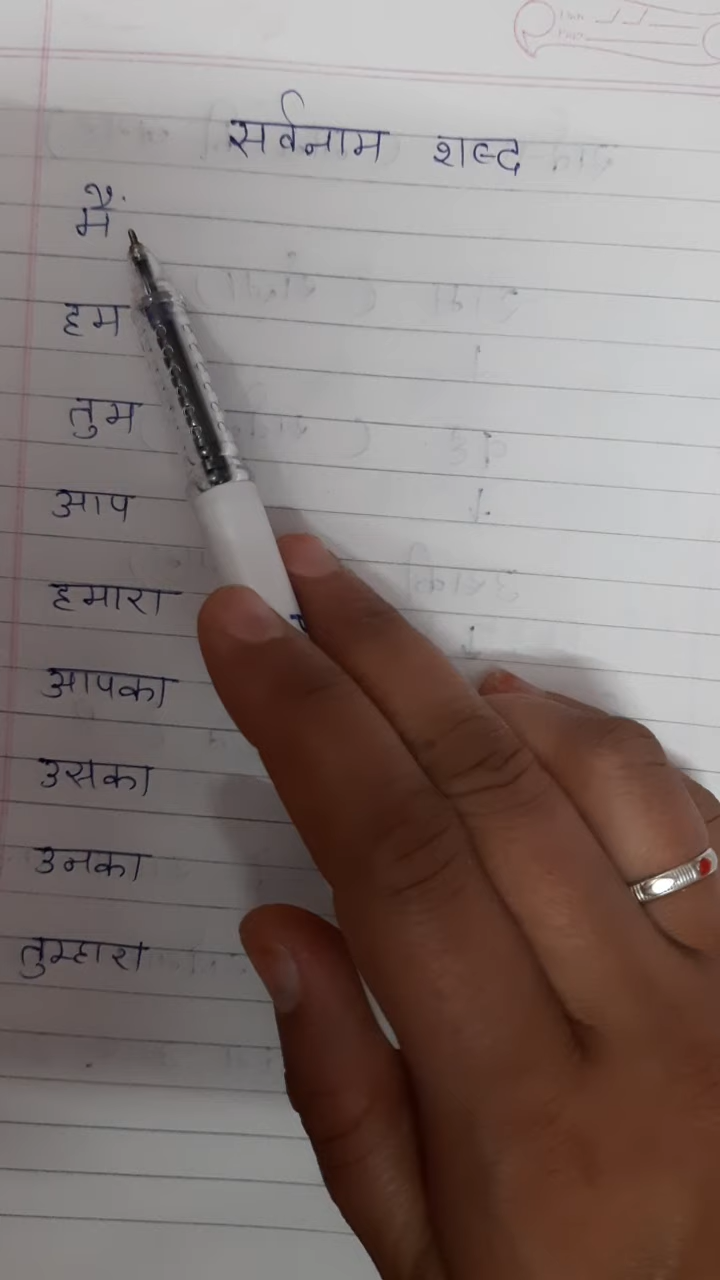 सर्वनाम शब्द
मैं
हम
तुम
आप
हमारा
आपका
उसका
उनका
तुम्हारा